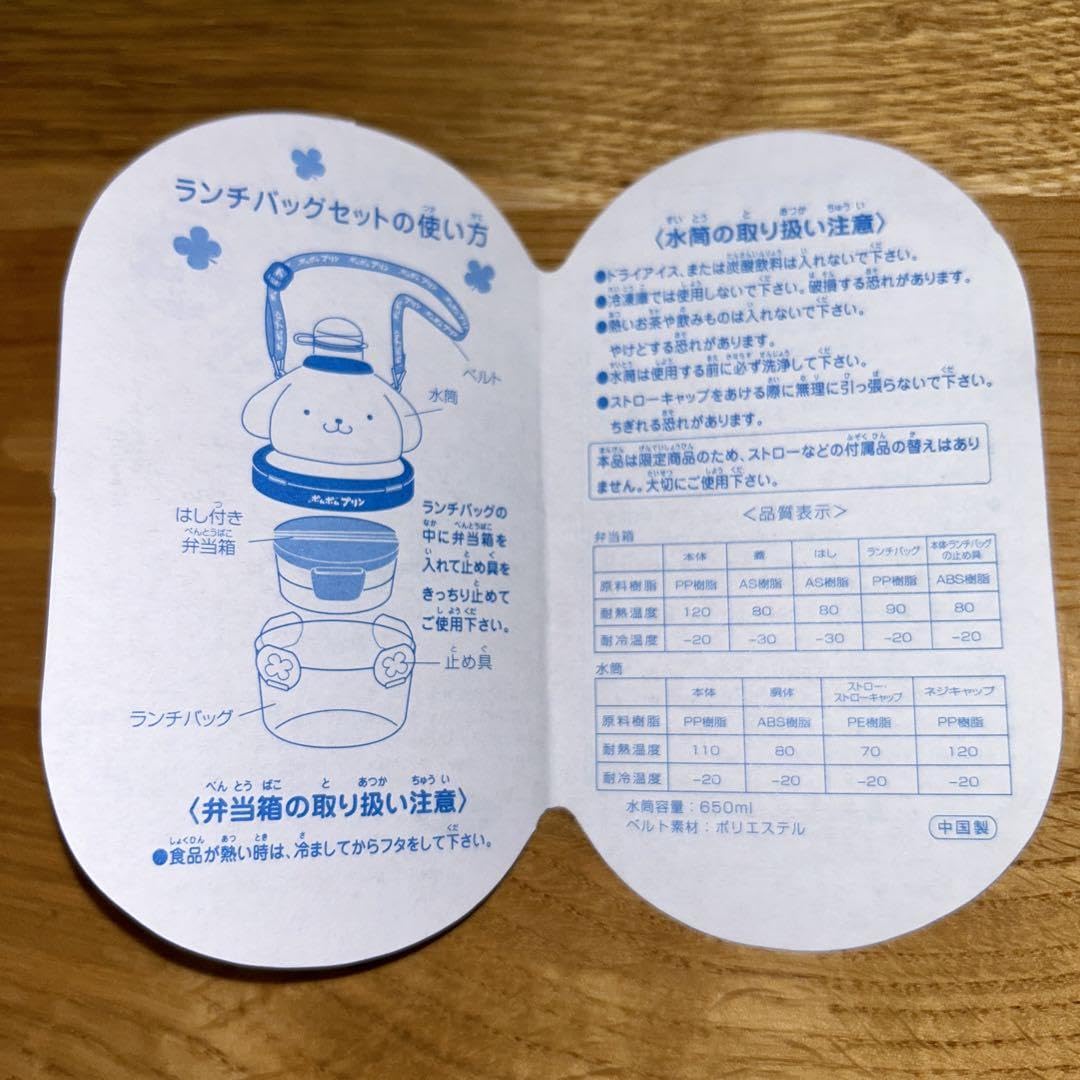 ランチバッグセットの使い方
ポムポムプリン
ベルト
水筒
ポムポムプリン
はし付き
弁当箱
ランチバッグの
中に弁当箱を
入れて止め具を
きっちり止めて
ご使用下さい。
止め具
ランチバッグ
〈弁当箱の取り扱い注意〉
●食品が熱い時は、冷ましてからフタをして下さい。
〈水筒の取り扱い注意〉
●ドライアイス、または炭酸飲料は入れないで下さい。
●冷凍庫では使用しないで下さい。破損する恐れがあります。
●熱いお茶や飲みものは入れないで下さい。
やけどする恐れがあります。
●水筒は使用する前に必ず洗浄して下さい。
●ストローキャップをあける際に無理に引っ張らないで下さい。
ちぎれる恐れがあります。
本品は限定商品のため、ストローなどの付属品の替えはあり
ません。大切にご使用下さい。
＜品質表示＞
弁当箱
本体 蓋 はし ランチバッグ 本体・ランチバッグの止め具
原料樹脂 PP樹脂 AS樹脂 AS樹脂 PP樹脂 ABS樹脂
耐熱温度 120 80 80 90 80
耐冷温度 -20 -30 -30 -20 -20
水筒
本体 胴体 ストロー・ストローキャップ ネジキャップ
原料樹脂 PP樹脂 ABS樹脂 PE樹脂 PP樹脂
耐熱温度 110 80 70 120
耐冷温度 -20 -20 -20 -20
水筒容量：650ml
ベルト素材：ポリエステル
中国製